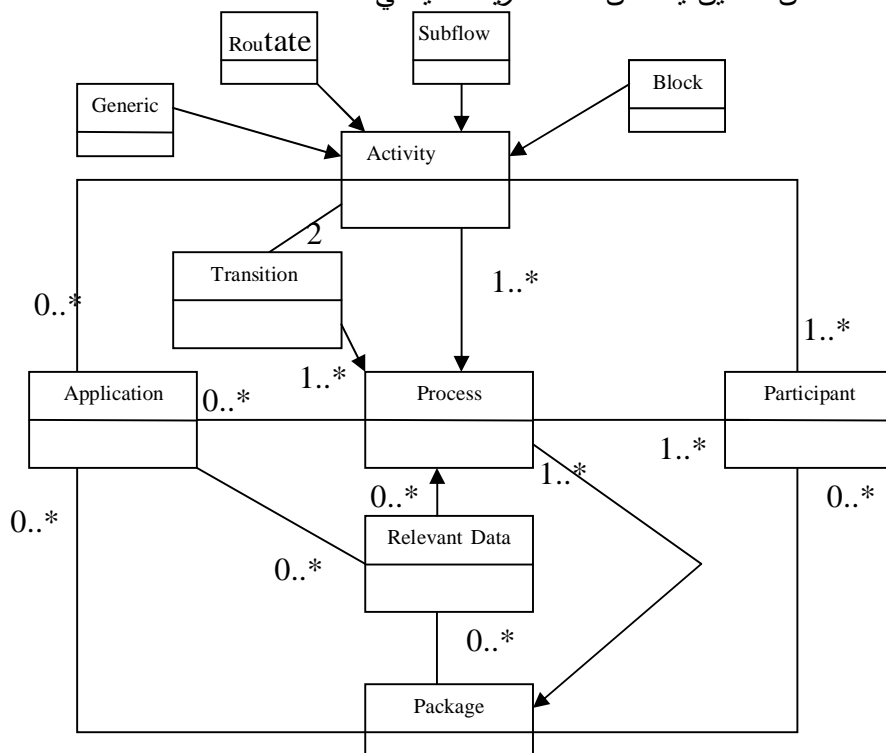 Routate
Subflow
Block
Generic
Activity
2
Transition
1..*
0..*
1..*
1..*
Application
0..*
Process
Participant
1..*
0..*
1..*
0..*
0..*
Relevant Data
0..*
0..*
Package